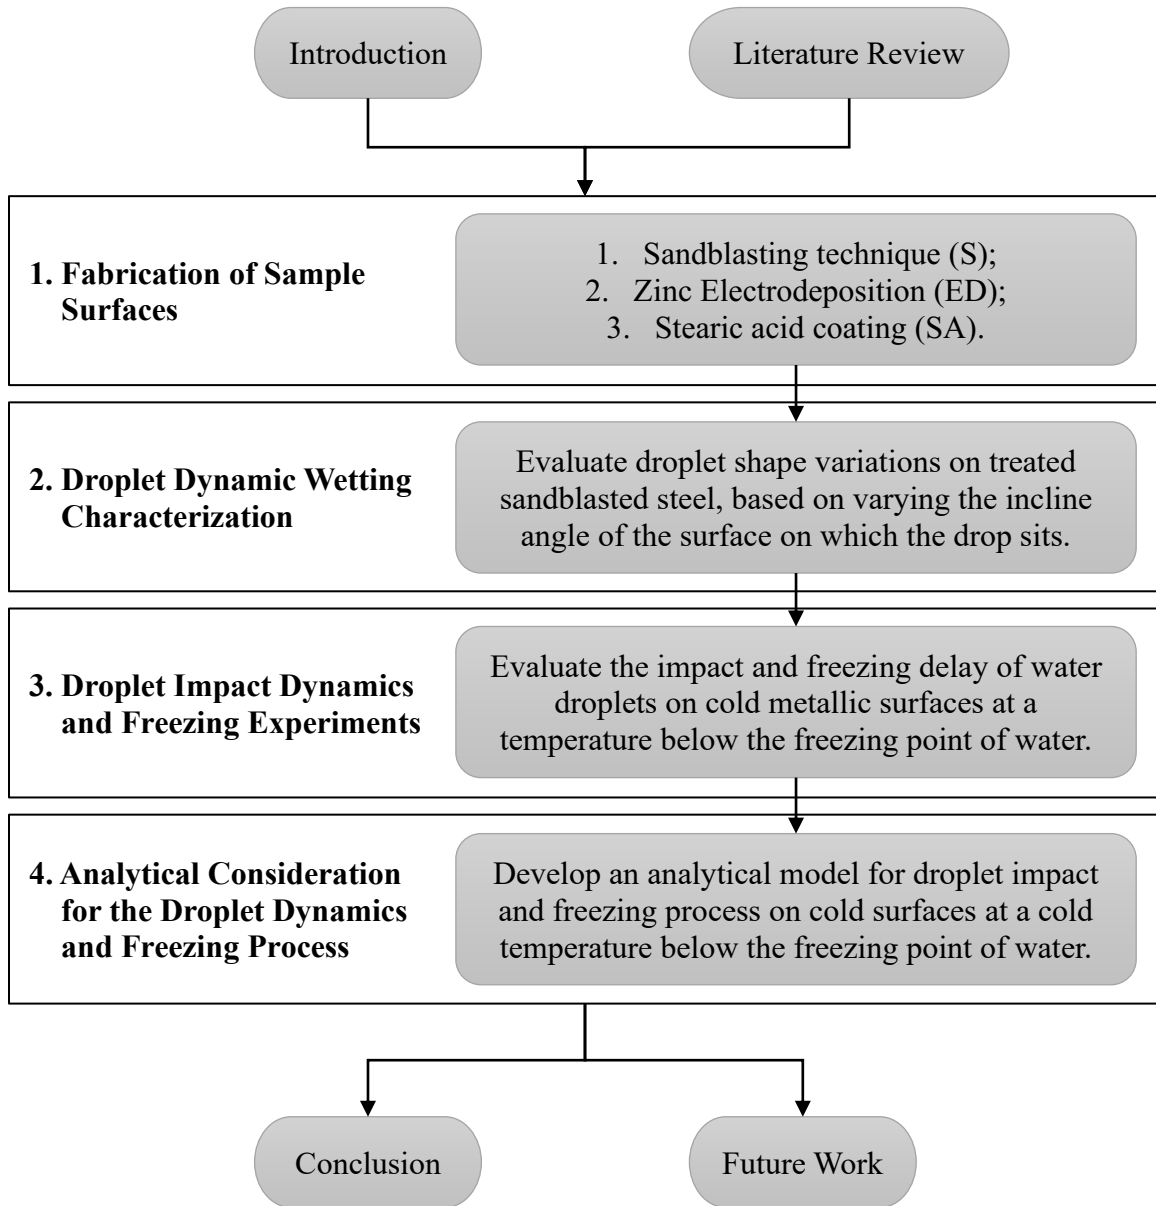 Introduction
Literature Review
1. Fabrication of Sample
Surfaces
1. Sandblasting technique (S);
2. Zinc Electrodeposition (ED);
3. Stearic acid coating (SA).
2. Droplet Dynamic Wetting
Characterization
Evaluate droplet shape variations on treated
sandblasted steel, based on varying the incline
angle of the surface on which the drop sits.
3. Droplet Impact Dynamics
and Freezing Experiments
Evaluate the impact and freezing delay of water
droplets on cold metallic surfaces at a
temperature below the freezing point of water.
4. Analytical Consideration
for the Droplet Dynamics
and Freezing Process
Develop an analytical model for droplet impact
and freezing process on cold surfaces at a cold
temperature below the freezing point of water.
Conclusion
Future Work